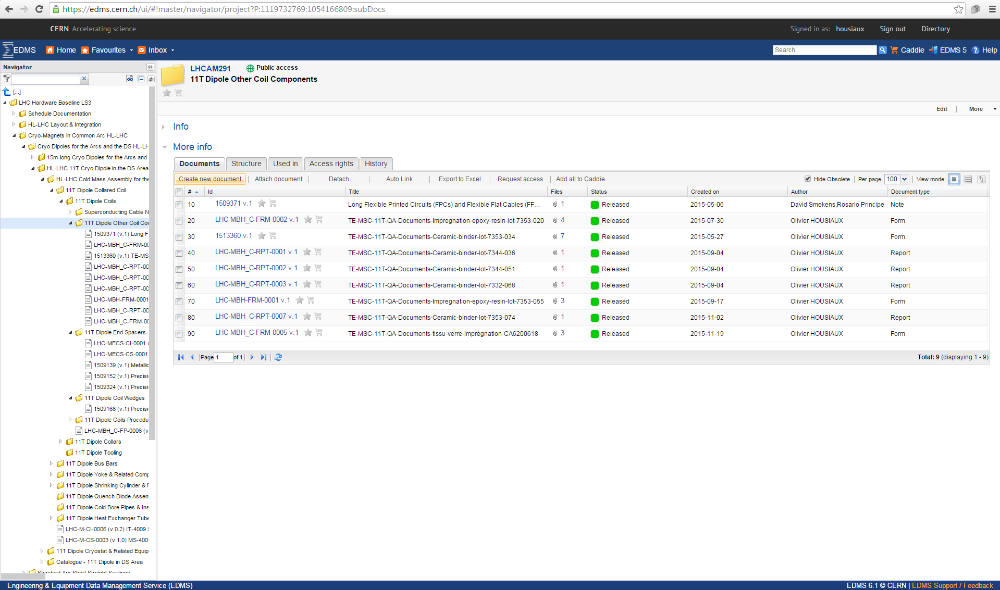 https://edms.cern.ch/ui/#!master/navigator/project?P:1119732769:1054166809:subDocs
CERN Accelerating science
Signed in as: housiaux Sign out Directory
EDMS Home Favourites Inbox
Search Caddie EDMS 5 Help
Navigator
LHCAM291 Public access
11T Dipole Other Coil Components
Edit More
Info
More info
Documents Structure Used in Access rights History
Create new document Attach document Detach Auto Link Export to Excel Request access Add all to Caddie Hide Obsolete Per page 100 View mode:
# Id Title Files Status Created on Author Document type
10 1509371 v.1 Long Flexible Printed Circuits (FPCs) and Flexible Flat Cables (FF... 1 Released 2015-05-06 David Smekens,Rosario Principe Note
20 LHC-MBH_C-FRM-0002 v.1 TE-MSC-11T-QA-Documents-Impregnation-epoxy-resin-lot-7353-020 4 Released 2015-07-30 Olivier HOUSIAUX Form
30 1513360 v.1 TE-MSC-11T-QA-Documents-Ceramic-binder-lot-7353-034 7 Released 2015-05-27 Olivier HOUSIAUX Form
40 LHC-MBH_C-RPT-0001 v.1 TE-MSC-11T-QA-Documents-Ceramic-binder-lot-7344-036 1 Released 2015-09-04 Olivier HOUSIAUX Report
50 LHC-MBH_C-RPT-0002 v.1 TE-MSC-11T-QA-Documents-Ceramic-binder-lot-7344-051 1 Released 2015-09-04 Olivier HOUSIAUX Report
60 LHC-MBH_C-RPT-0003 v.1 TE-MSC-11T-QA-Documents-Ceramic-binder-lot-7332-068 1 Released 2015-09-04 Olivier HOUSIAUX Report
70 LHC-MBH-FRM-0001 v.1 TE-MSC-11T-QA-Documents-Impregnation-epoxy-resin-lot-7353-055 3 Released 2015-09-17 Olivier HOUSIAUX Form
80 LHC-MBH_C-RPT-0007 v.1 TE-MSC-11T-QA-Documents-Ceramic-binder-lot-7353-074 1 Released 2015-11-02 Olivier HOUSIAUX Report
90 LHC-MBH_C-FRM-0005 v.1 TE-MSC-11T-QA-Documents-tissu-verre-imprégnation-CA6200618 3 Released 2015-11-19 Olivier HOUSIAUX Form
Page 1 of 1
Total: 9 (displaying 1 - 9)
[...]
LHC Hardware Baseline LS3
Schedule Documentation
HL-LHC Layout & Integration
Cryo-Magnets in Common Arc HL-LHC
Cryo Dipoles for the Arcs and the DS HL-LH
15m-long Cryo Dipoles for the Arcs and
HL-LHC 11T Cryo Dipole in the DS Area
HL-LHC Cold Mass Assembly for the
11T Dipole Collared Coil
11T Dipole Coils
Superconducting Cable N
11T Dipole Other Coil Co
1509371 (v.1) Long F
LHC-MBH_C-FRM-00
1513360 (v.1) TE-MS
LHC-MBH_C-RPT-00
LHC-MBH_C-RPT-00
LHC-MBH_C-RPT-00
LHC-MBH-FRM-0001
LHC-MBH_C-RPT-00
LHC-MBH_C-FRM-00
11T Dipole End Spacers
LHC-MECS-CI-0001 (
LHC-MECS-CS-0001
1509139 (v.1) Metallic
1509152 (v.1) Precisi
1509324 (v.1) Precisi
11T Dipole Coil Wedges
1509168 (v.1) Precisi
11T Dipole Coils Procedu
LHC-MBH_C-FP-0006 (v
11T Dipole Collars
11T Dipole Tooling
11T Dipole Bus Bars
11T Dipole Yoke & Related Comp
11T Dipole Shrinking Cylinder & F
11T Dipole Quench Diode Assem
11T Dipole Cold Bore Pipes & Ins
11T Dipole Heat Exchanger Tube
LHC-M-CI-0006 (v.0.2) IT-4009 S
LHC-M-CS-0003 (v.1.0) MS-400
11T Dipole Cryostat & Related Equip
Catalogue - 11T Dipole in DS Area
Standard Arc Short Straight Sections
Engineering & Equipment Data Management Service (EDMS)
EDMS 6.1 © CERN | EDMS Support / Feedback